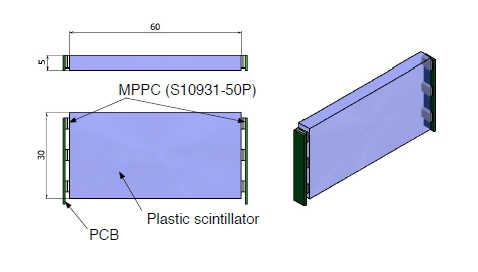 60
5
MPPC (S10931-50P)
30
Plastic scintillator
PCB